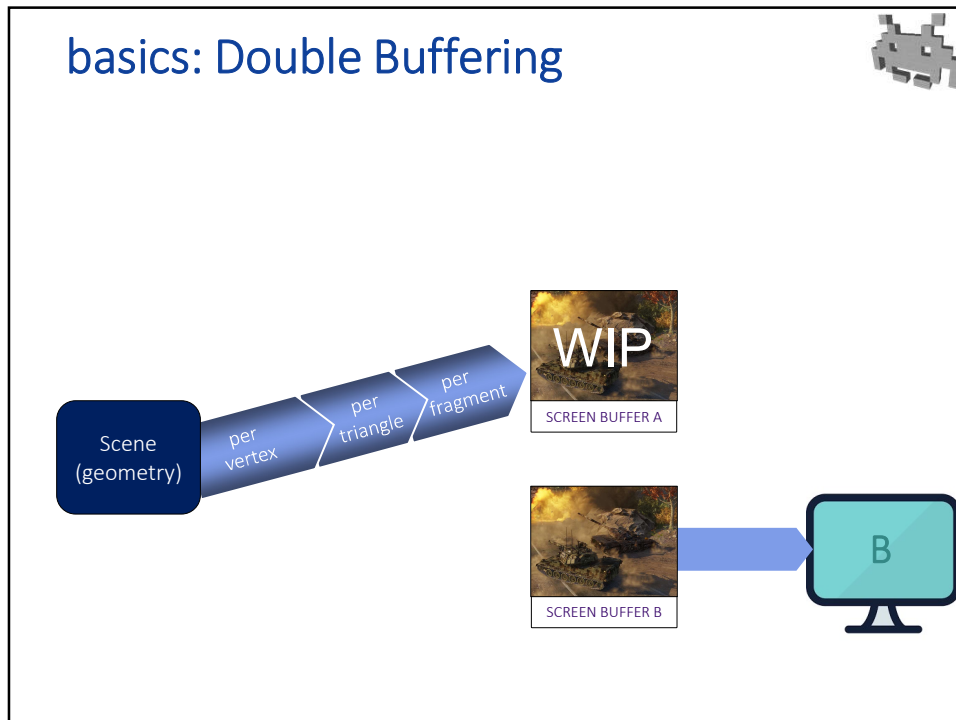 basics: Double Buffering
Scene
(geometry)
per
vertex
per
triangle
per
fragment
WIP
SCREEN BUFFER A
SCREEN BUFFER B
B